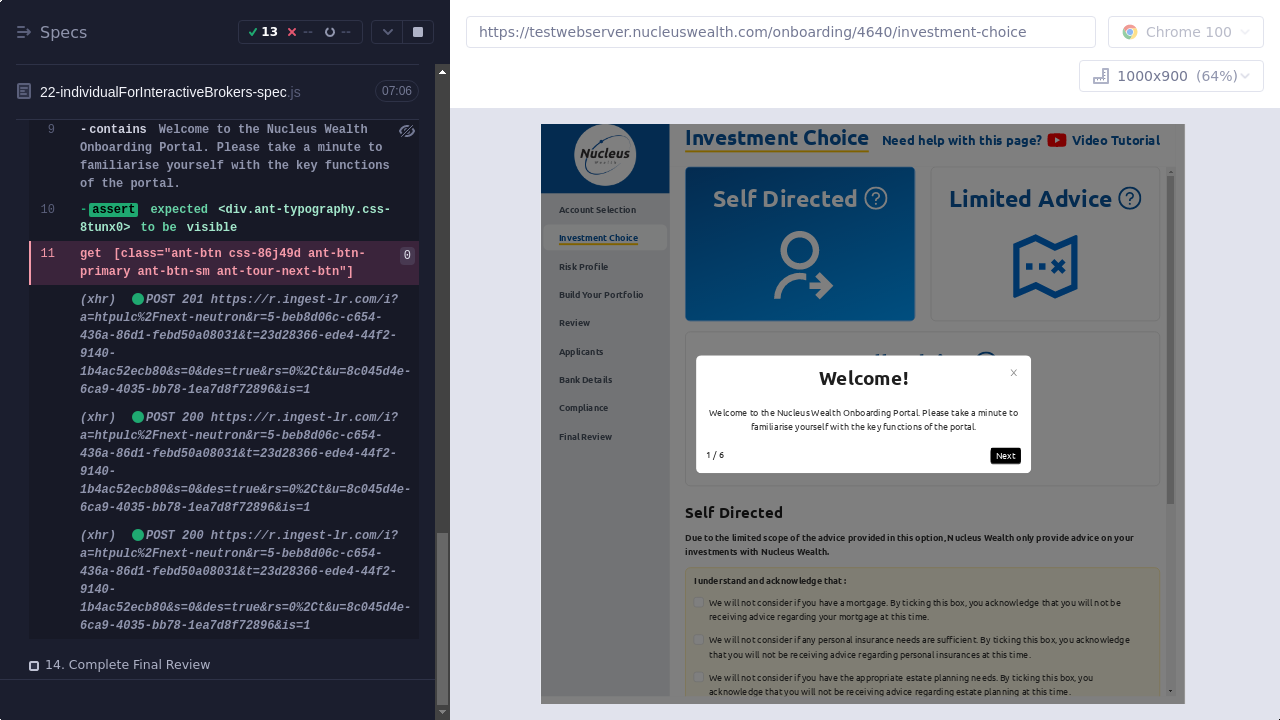 Specs
13
--
--
22-individualForInteractiveBrokers-spec.js
07:06
9
-contains Welcome to the Nucleus Wealth
Onboarding Portal. Please take a minute to
familiarise yourself with the key functions
of the portal.
10
-assert expected <div.ant-typography.css-
8tunx0> to be visible
11
get [class="ant-btn css-86j49d ant-btn-
primary ant-btn-sm ant-tour-next-btn"]
0
(xhr) POST 201 https://r.ingest-lr.com/i?
a=htpulc%2Fnext-neutron&r=5-beb8d06c-c654-
436a-86d1-febd50a08031&t=23d28366-ede4-44f2-
9140-
1b4ac52ecb80&s=0&des=true&rs=0%2Ct&u=8c045d4e-
6ca9-4035-bb78-1ea7d8f72896&is=1
(xhr) POST 200 https://r.ingest-lr.com/i?
a=htpulc%2Fnext-neutron&r=5-beb8d06c-c654-
436a-86d1-febd50a08031&t=23d28366-ede4-44f2-
9140-
1b4ac52ecb80&s=0&des=true&rs=0%2Ct&u=8c045d4e-
6ca9-4035-bb78-1ea7d8f72896&is=1
(xhr) POST 200 https://r.ingest-lr.com/i?
a=htpulc%2Fnext-neutron&r=5-beb8d06c-c654-
436a-86d1-febd50a08031&t=23d28366-ede4-44f2-
9140-
1b4ac52ecb80&s=0&des=true&rs=0%2Ct&u=8c045d4e-
6ca9-4035-bb78-1ea7d8f72896&is=1
14. Complete Final Review
https://testwebserver.nucleuswealth.com/onboarding/4640/investment-choice
Chrome 100
1000x900 (64%)
Nucleus
Wealth
Account Selection
Investment Choice
Risk Profile
Build Your Portfolio
Review
Applicants
Bank Details
Compliance
Final Review
Investment Choice
Need help with this page? Video Tutorial
Self Directed ?
Limited Advice ?
Welcome!
Welcome to the Nucleus Wealth Onboarding Portal. Please take a minute to
familiarise yourself with the key functions of the portal.
1 / 6
Next
Self Directed
Due to the limited scope of the advice provided in this option, Nucleus Wealth only provide advice on your
investments with Nucleus Wealth.
I understand and acknowledge that :
We will not consider if you have a mortgage. By ticking this box, you acknowledge that you will not be
receiving advice regarding your mortgage at this time.
We will not consider if any personal insurance needs are sufficient. By ticking this box, you acknowledge
that you will not be receiving advice regarding personal insurances at this time.
We will not consider if you have the appropriate estate planning needs. By ticking this box, you
acknowledge that you will not be receiving advice regarding estate planning at this time.